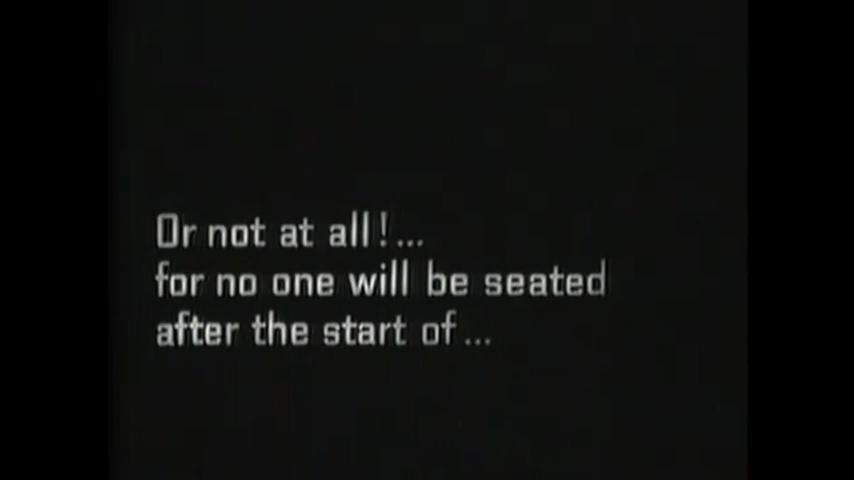 Or not at all!...
for no one will be seated
after the start of...